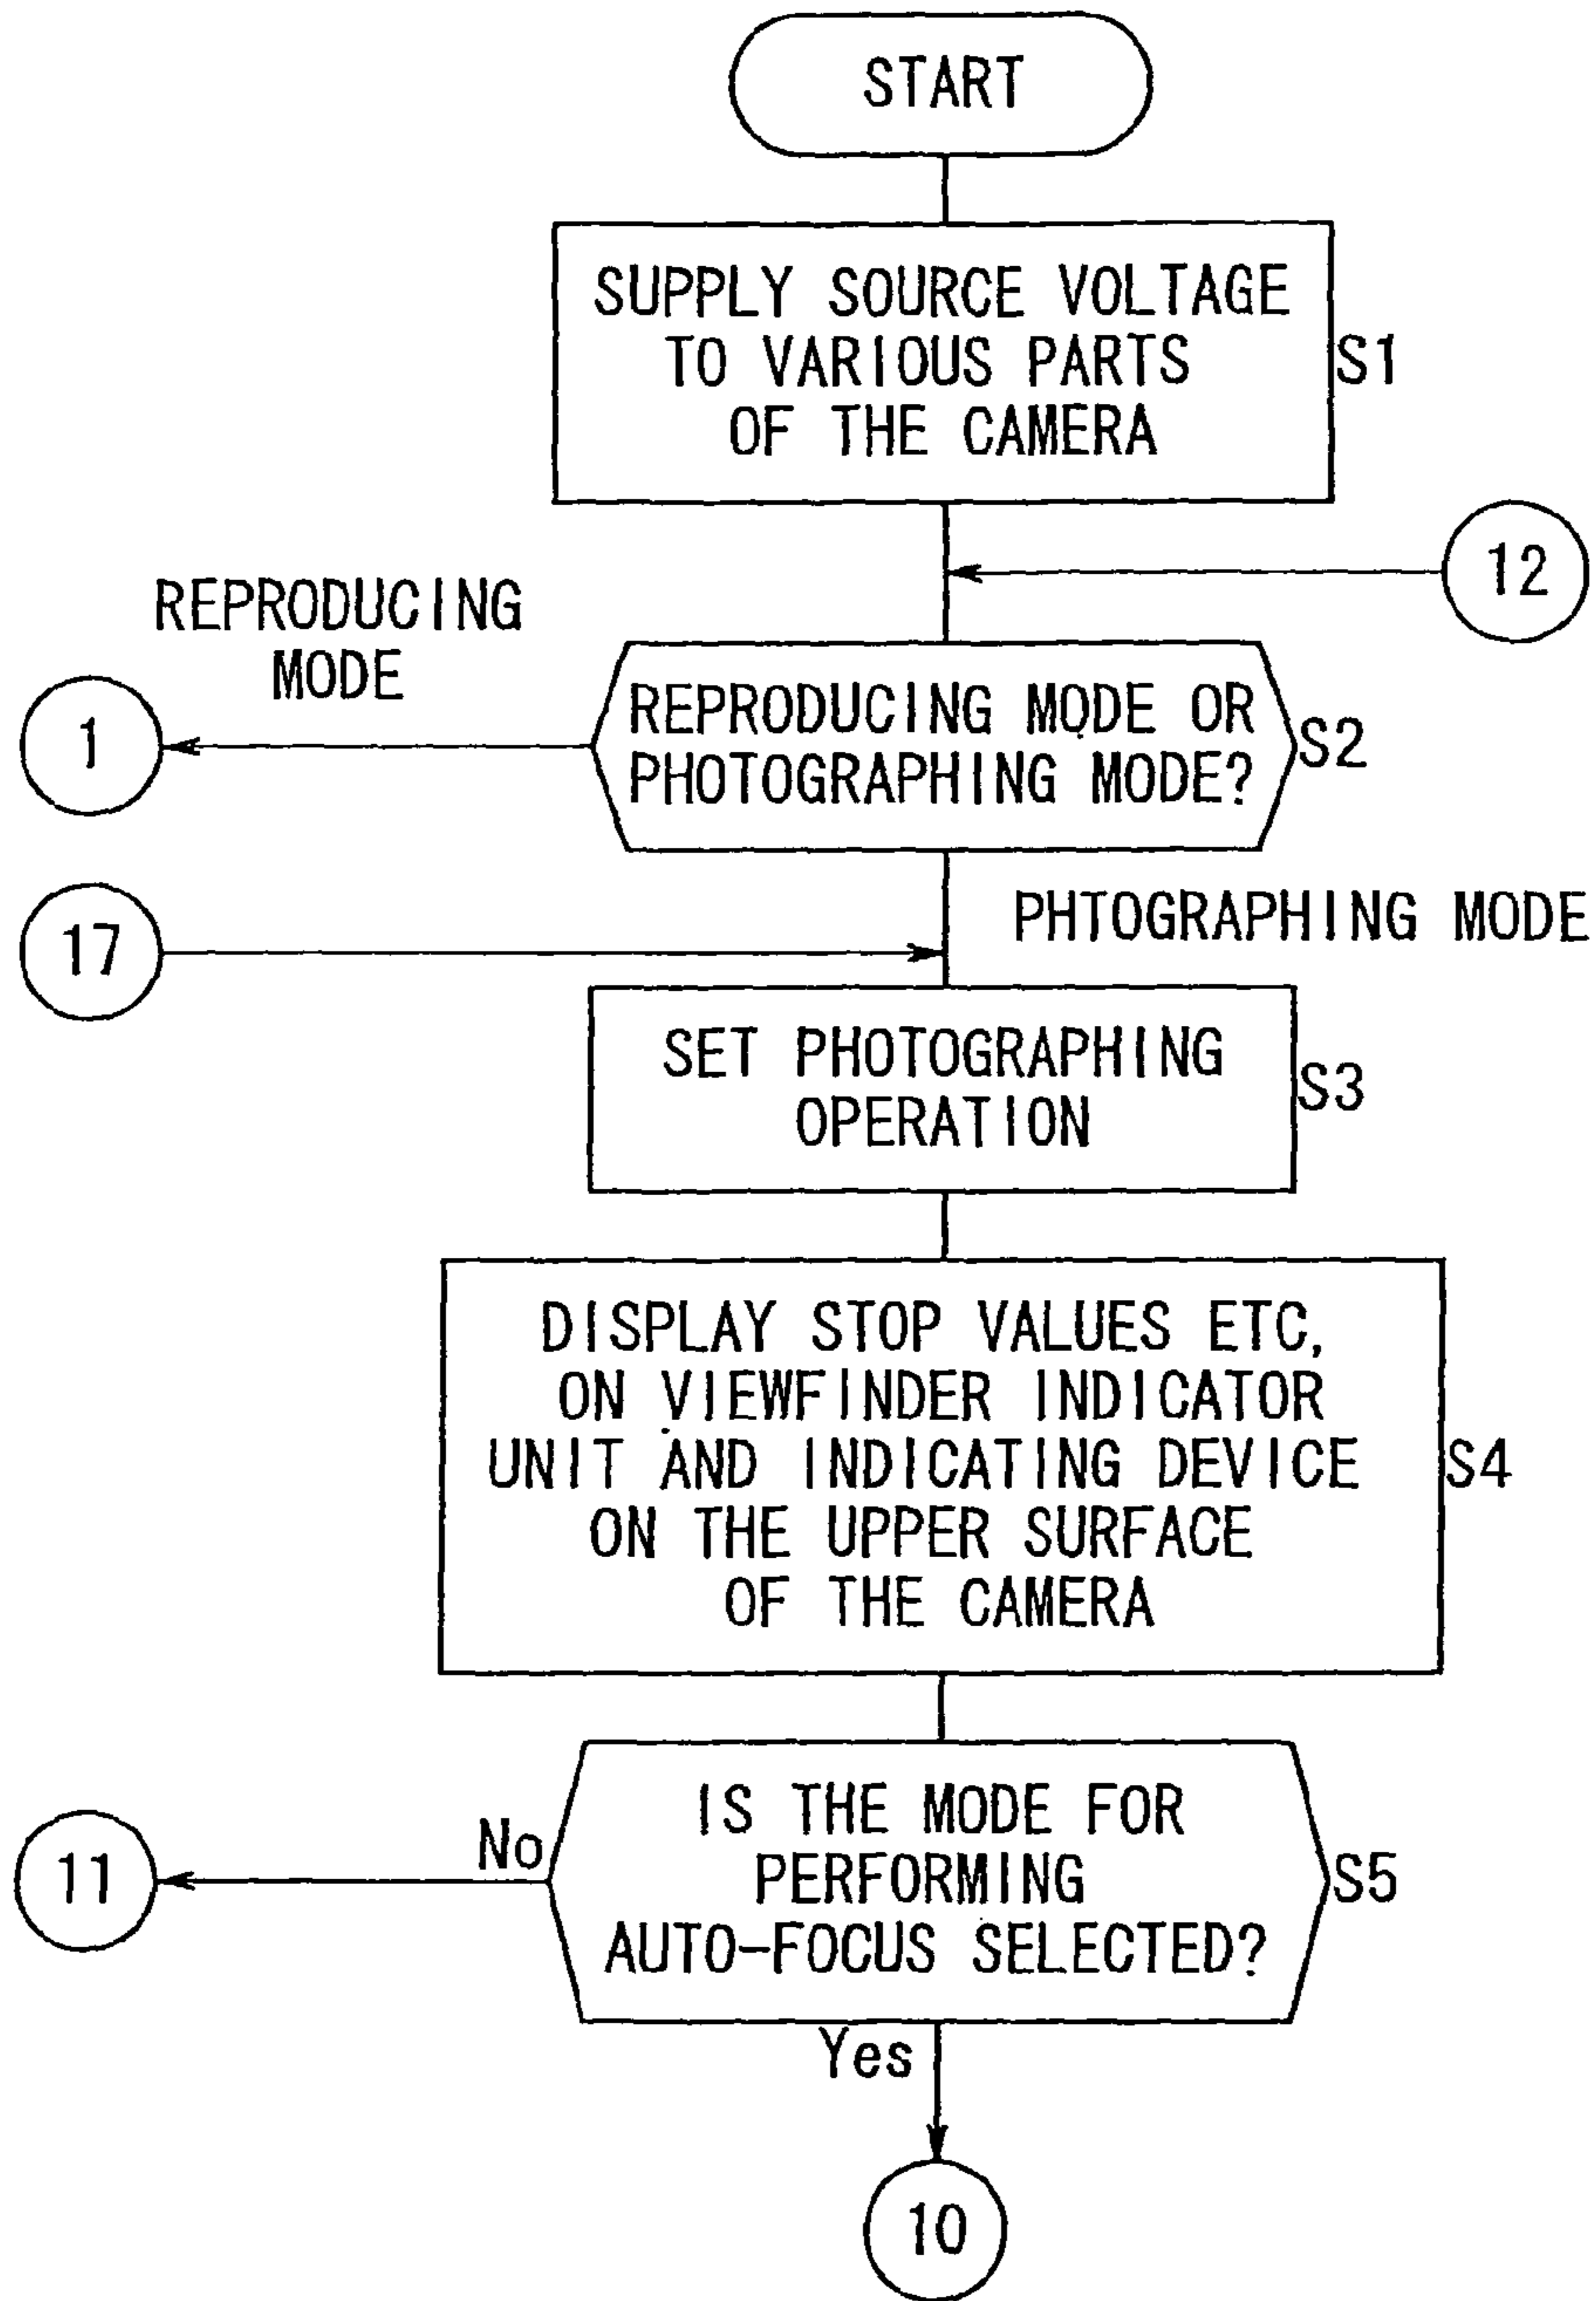 START
SUPPLY SOURCE VOLTAGE
TO VARIOUS PARTS
OF THE CAMERA
S1
12
REPRODUCING
MODE
1
REPRODUCING MODE OR
PHOTOGRAPHING MODE?
S2
PHTOGRAPHING MODE
17
SET PHOTOGRAPHING
OPERATION
S3
DISPLAY STOP VALUES ETC,
ON VIEWFINDER INDICATOR
UNIT AND INDICATING DEVICE
ON THE UPPER SURFACE
OF THE CAMERA
S4
IS THE MODE FOR
PERFORMING
AUTO-FOCUS SELECTED?
S5
No
11
Yes
10